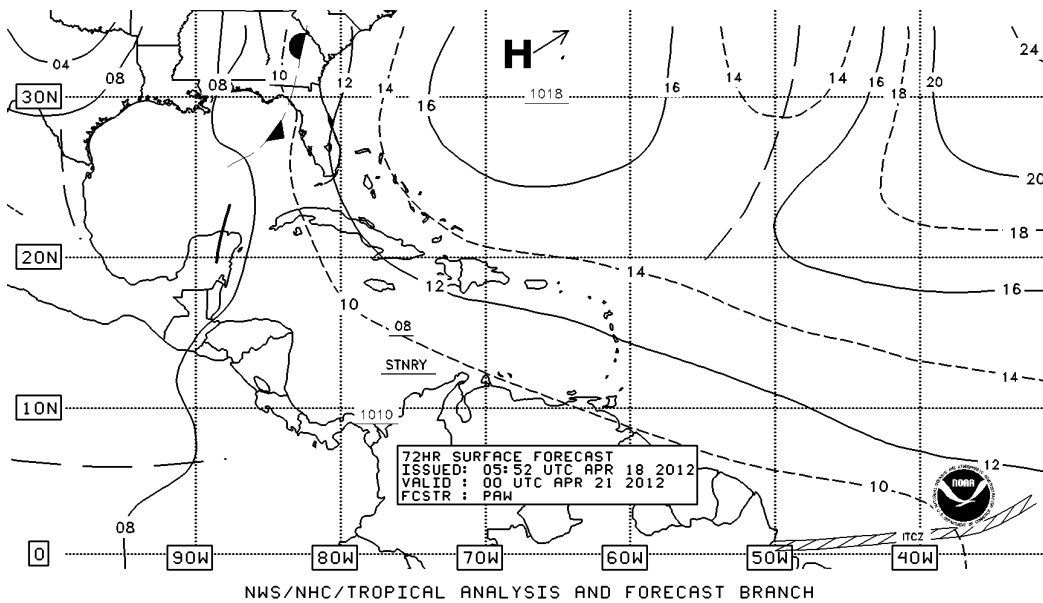 H
24
04
08
08
10
12
14
16
14
14
16
20
18
30N
1018
20
18
20N
14
12
16
10
08
STNRY
14
10N
1010
12
72HR SURFACE FORECAST
ISSUED: 05:52 UTC APR 18 2012
VALID : 00 UTC APR 21 2012
FCSTR : PAW
10
NOAA
08
ITCZ
0
90W 80W 70W 60W 50W 40W
NWS/NHC/TROPICAL ANALYSIS AND FORECAST BRANCH